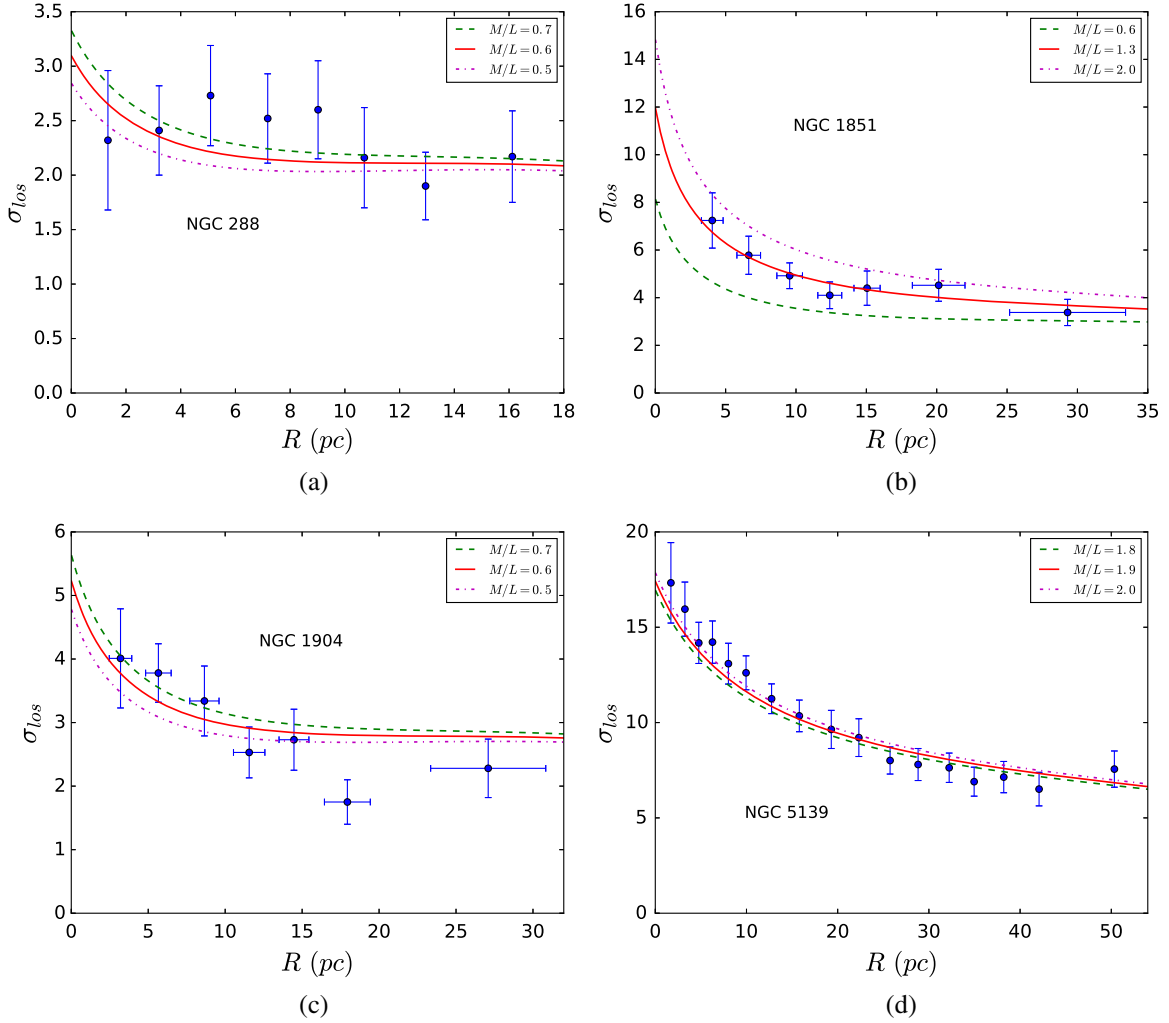 3.5
3.0
2.5
2.0
1.5
1.0
0.5
0.0
σ_los
M/L = 0.7
M/L = 0.6
M/L = 0.5
NGC 288
0 2 4 6 8 10 12 14 16 18
R (pc)
(a)
16
14
12
10
8
6
4
2
0
σ_los
M/L = 0.6
M/L = 1.3
M/L = 2.0
NGC 1851
0 5 10 15 20 25 30 35
R (pc)
(b)
6
5
4
3
2
1
0
σ_los
M/L = 0.7
M/L = 0.6
M/L = 0.5
NGC 1904
0 5 10 15 20 25 30
R (pc)
(c)
20
15
10
5
0
σ_los
M/L = 1.8
M/L = 1.9
M/L = 2.0
NGC 5139
0 10 20 30 40 50
R (pc)
(d)